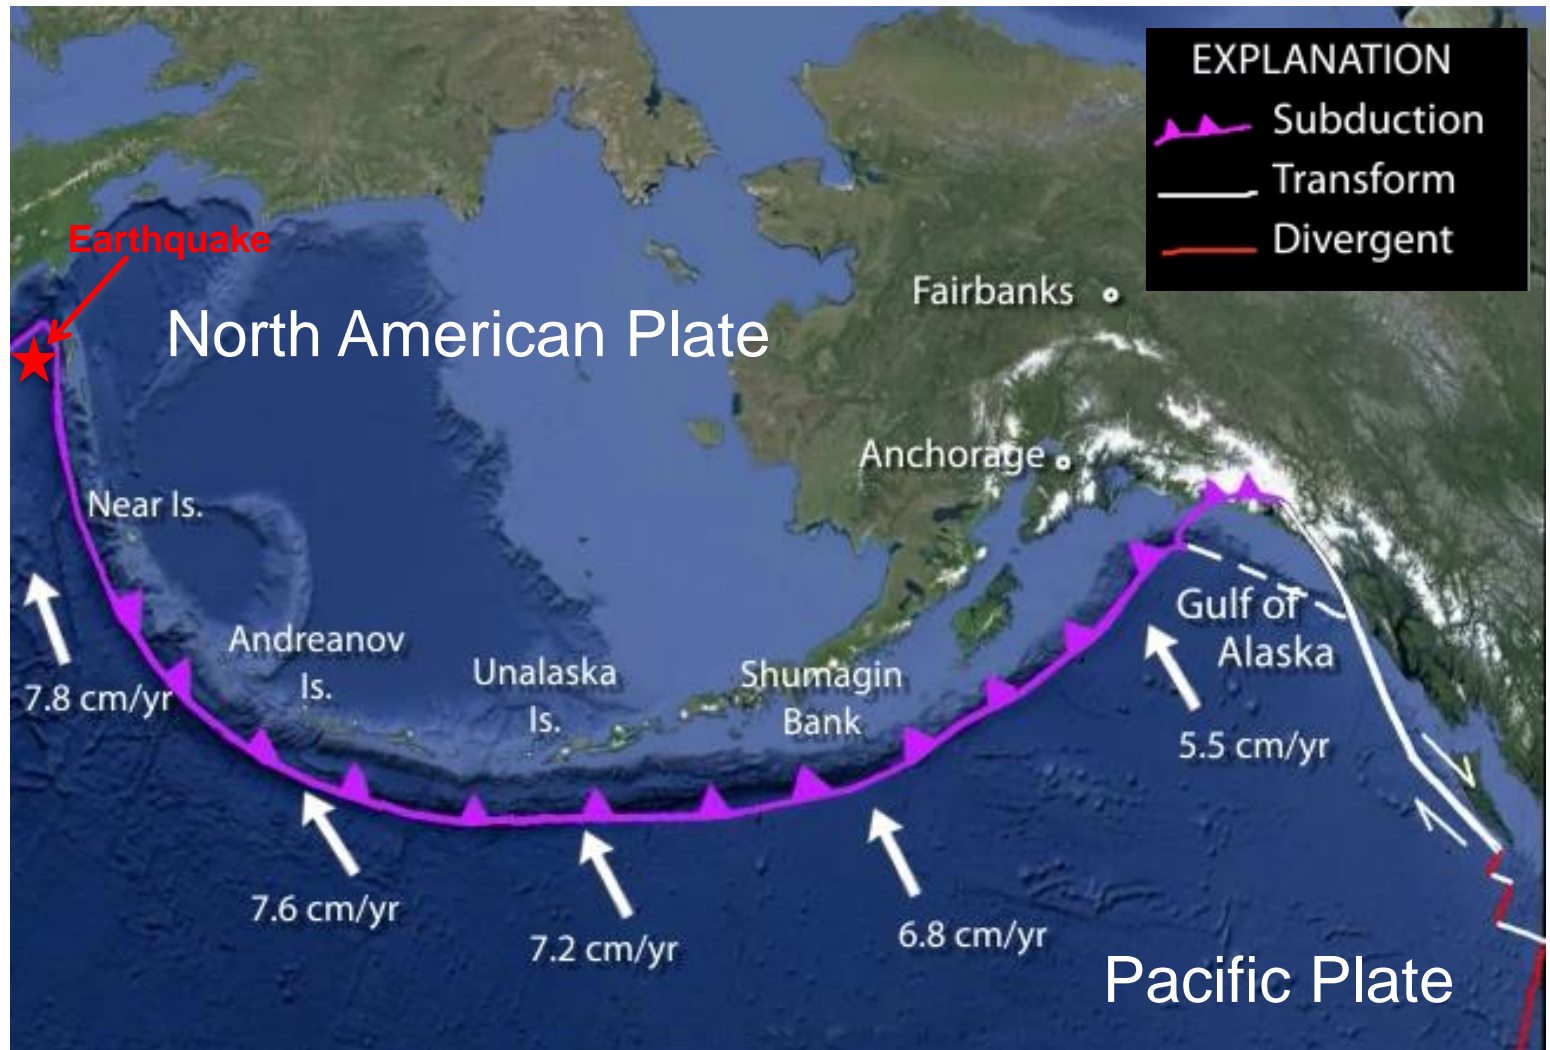 EXPLANATION
Subduction
Transform
Divergent
Earthquake
North American Plate
Fairbanks
Anchorage
Near Is.
Andreanov
Is.
Unalaska
Is.
Shumagin
Bank
Gulf of
Alaska
7.8 cm/yr
7.6 cm/yr
7.2 cm/yr
6.8 cm/yr
5.5 cm/yr
Pacific Plate